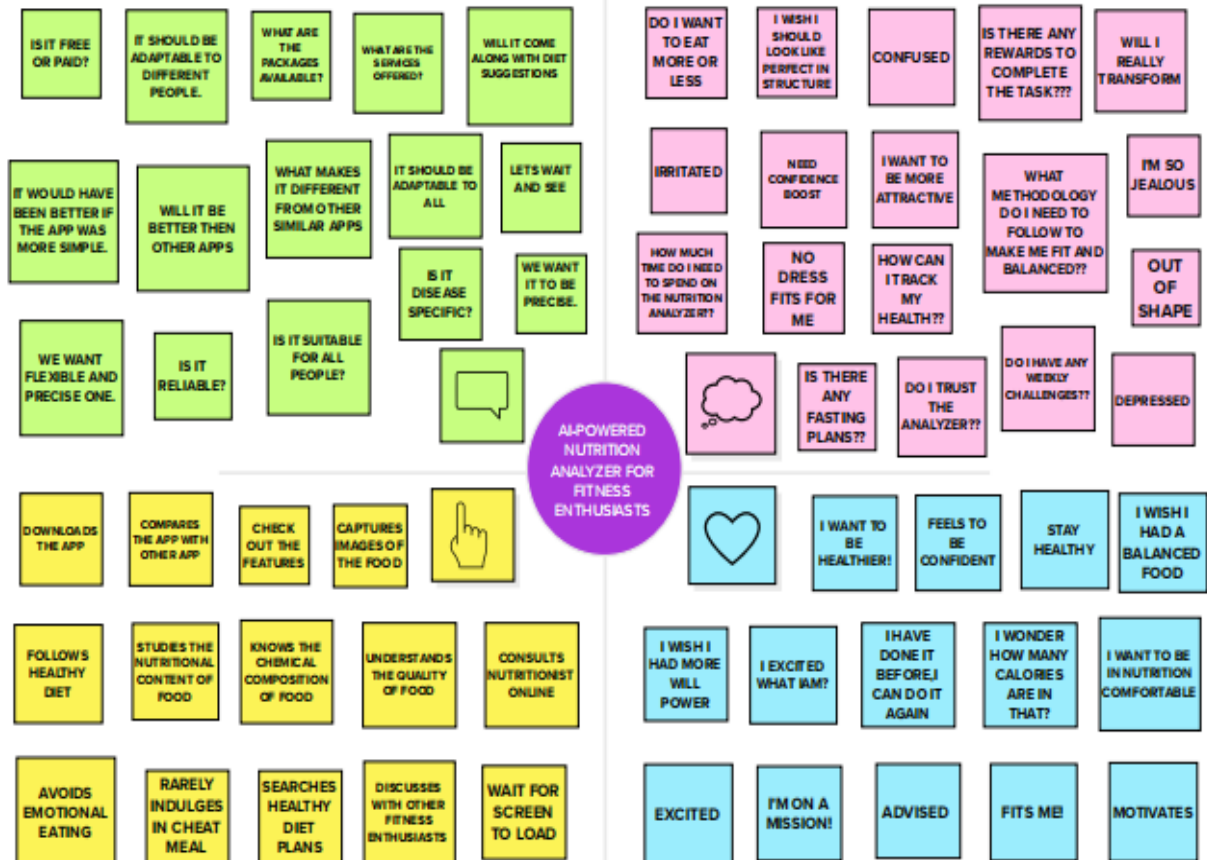 IS IT FREE
OR PAID?
IT SHOULD BE
ADAPTABLE TO
DIFFERENT
PEOPLE.
WHAT ARE
THE
PACKAGES
AVAILABLE?
WHAT ARE THE
SERVICES
OFFERED?
WILL IT COME
ALONG WITH DIET
SUGGESTIONS
IT WOULD HAVE
BEEN BETTER IF
THE APP WAS
MORE SIMPLE.
WILL IT BE
BETTER THEN
OTHER APPS
WHAT MAKES
IT DIFFERENT
FROM OTHER
SIMILAR APPS
IT SHOULD BE
ADAPTABLE TO
ALL
LETS WAIT
AND SEE
IS IT
DISEASE
SPECIFIC?
WE WANT
IT TO BE
PRECISE.
WE WANT
FLEXIBLE AND
PRECISE ONE.
IS IT
RELIABLE?
IS IT SUITABLE
FOR ALL
PEOPLE?
DO I WANT
TO EAT
MORE OR
LESS
I WISH I
SHOULD
LOOK LIKE
PERFECT IN
STRUCTURE
CONFUSED
IS THERE ANY
REWARDS TO
COMPLETE
THE TASK???
WILL I
REALLY
TRANSFORM
IRRITATED
NEED
CONFIDENCE
BOOST
I WANT TO
BE MORE
ATTRACTIVE
WHAT
METHODOLOGY
DO I NEED TO
FOLLOW TO
MAKE ME FIT AND
BALANCED??
I'M SO
JEALOUS
HOW MUCH
TIME DO I NEED
TO SPEND ON
THE NUTRITION
ANALYZER??
NO
DRESS
FITS FOR
ME
HOW CAN
I TRACK
MY
HEALTH??
OUT
OF
SHAPE
IS THERE
ANY
FASTING
PLANS??
DO I TRUST
THE
ANALYZER??
DO I HAVE ANY
WEEKLY
CHALLENGES??
DEPRESSED
AI-POWERED
NUTRITION
ANALYZER FOR
FITNESS
ENTHUSIASTS
DOWNLOADS
THE APP
COMPARES
THE APP WITH
OTHER APP
CHECK
OUT THE
FEATURES
CAPTURES
IMAGES OF
THE FOOD
FOLLOWS
HEALTHY
DIET
STUDIES THE
NUTRITIONAL
CONTENT OF
FOOD
KNOWS THE
CHEMICAL
COMPOSITION
OF FOOD
UNDERSTANDS
THE QUALITY
OF FOOD
CONSULTS
NUTRITIONIST
ONLINE
AVOIDS
EMOTIONAL
EATING
RARELY
INDULGES
IN CHEAT
MEAL
SEARCHES
HEALTHY
DIET
PLANS
DISCUSSES
WITH OTHER
FITNESS
ENTHUSIASTS
WAIT FOR
SCREEN
TO LOAD
I WANT TO
BE
HEALTHIER!
FEELS TO
BE
CONFIDENT
STAY
HEALTHY
I WISH I
HAD A
BALANCED
FOOD
I WISH I
HAD MORE
WILL
POWER
I EXCITED
WHAT IAM?
I HAVE
DONE IT
BEFORE,I
CAN DO IT
AGAIN
I WONDER
HOW MANY
CALORIES
ARE IN
THAT?
I WANT TO BE
IN NUTRITION
COMFORTABLE
EXCITED
I'M ON A
MISSION!
ADVISED
FITS ME!
MOTIVATES